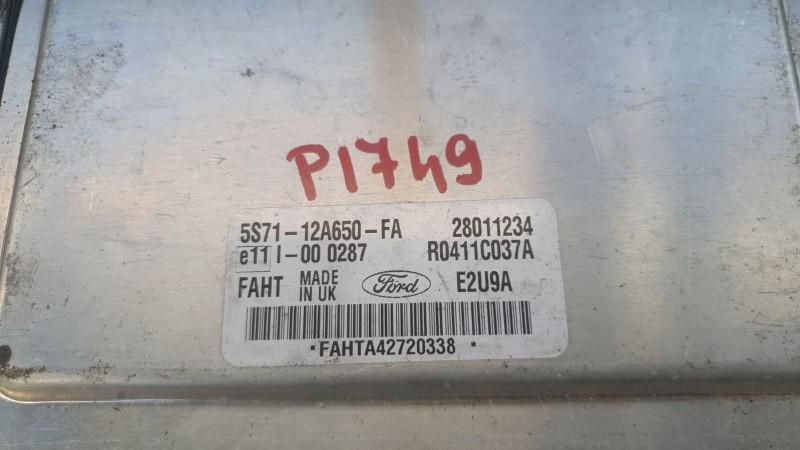 P1749
5S71-12A650-FA 28011234
e11 I-00 0287 R0411C037A
FAHT MADE IN UK Ford E2U9A
•FAHTA42720338•